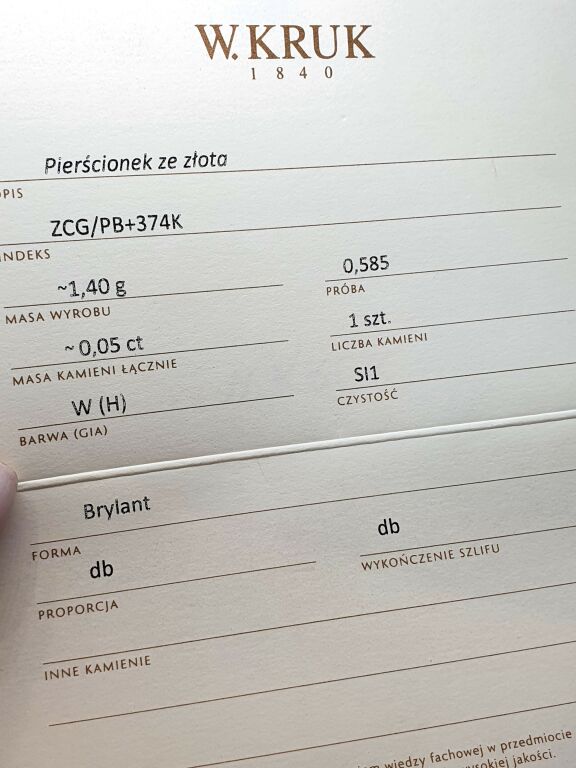 W.KRUK
1840
Pierścionek ze złota
OPIS
ZCG/PB+374K
INDEKS
~1,40 g
0,585
MASA WYROBU
PRÓBA
~0,05 ct
1 szt.
MASA KAMIENI ŁĄCZNIE
LICZBA KAMIENI
W (H)
SI1
BARWA (GIA)
CZYSTOŚĆ
Brylant
FORMA
db
db
PROPORCJA
WYKOŃCZENIE SZLIFU
INNE KAMIENIE
wiedzy fachowej w przedmiocie
wysokiej jakości.